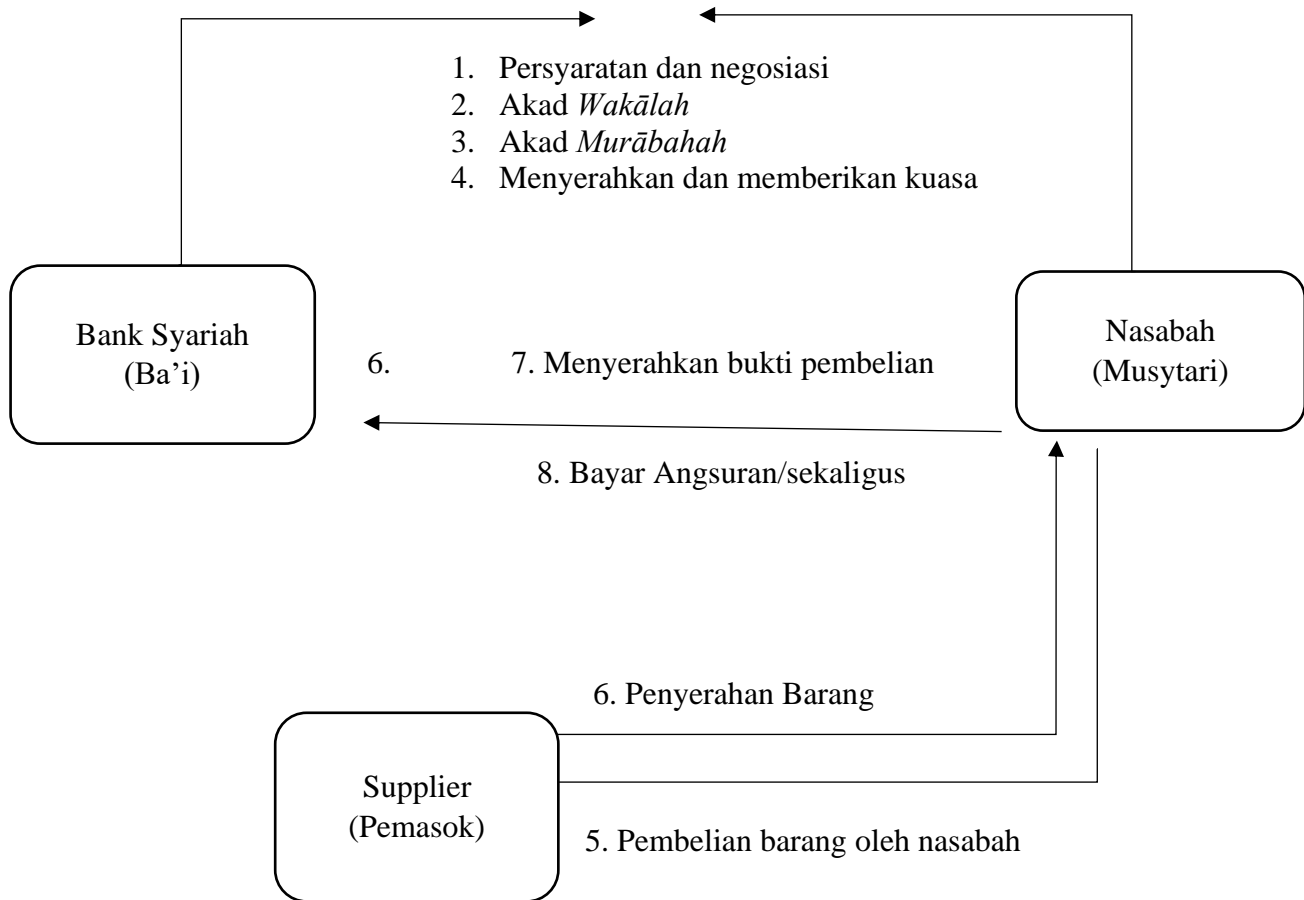 1. Persyaratan dan negosiasi
2. Akad Wakālah
3. Akad Murābahah
4. Menyerahkan dan memberikan kuasa
Bank Syariah
(Ba’i)
Nasabah
(Musytari)
6. 7. Menyerahkan bukti pembelian
8. Bayar Angsuran/sekaligus
6. Penyerahan Barang
Supplier
(Pemasok)
5. Pembelian barang oleh nasabah